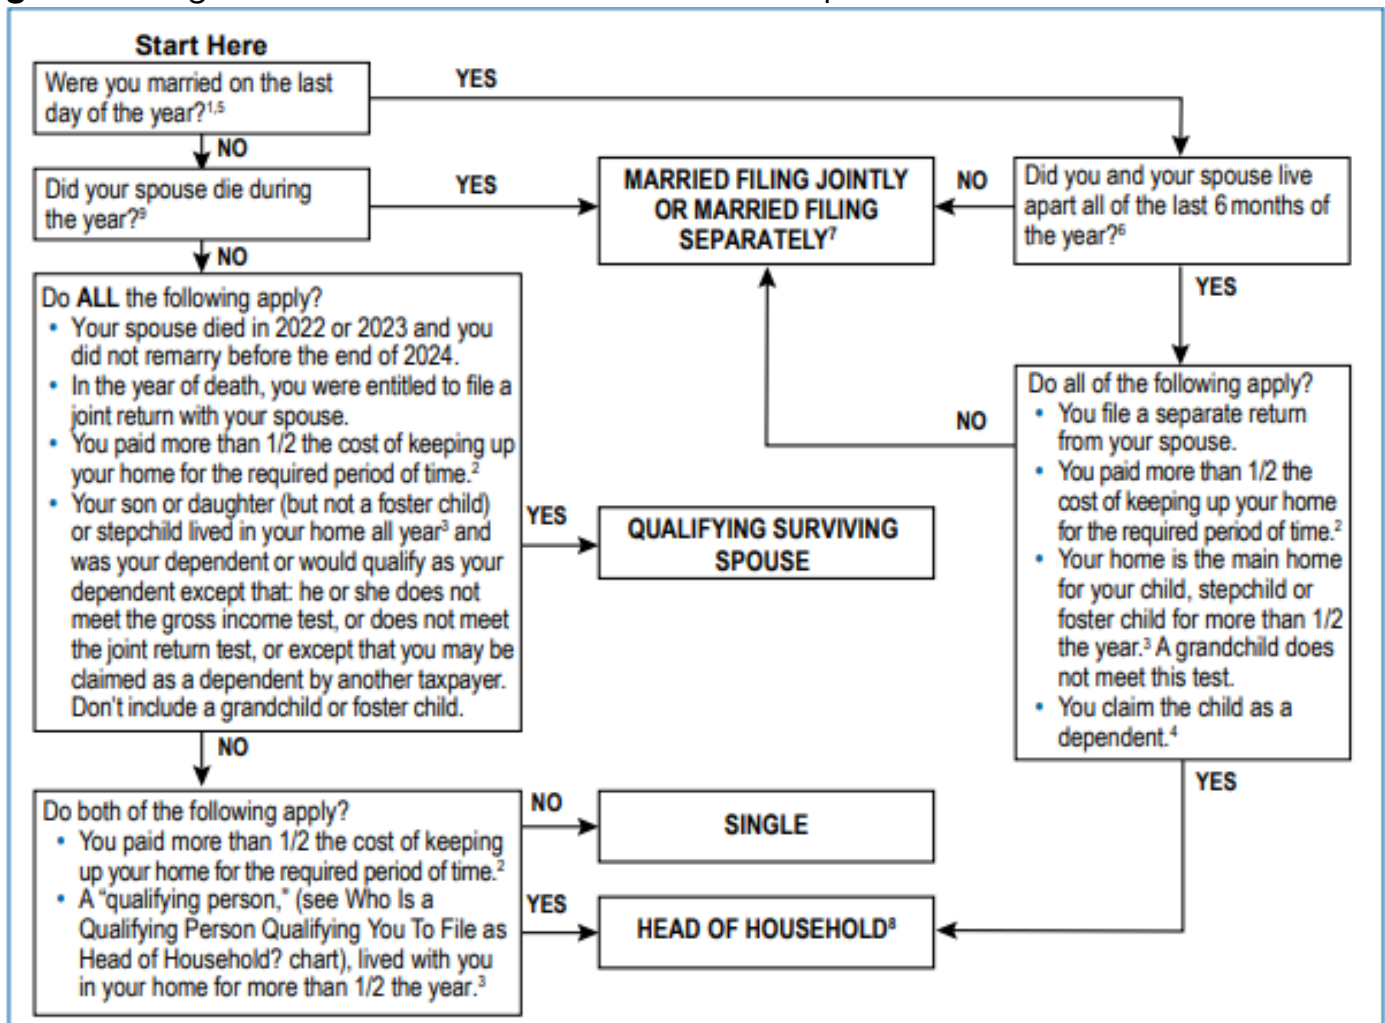 Start Here
Were you married on the last
day of the year?1,5
YES
NO
Did your spouse die during
the year?9
YES
MARRIED FILING JOINTLY
OR MARRIED FILING
SEPARATELY7
NO
Did you and your spouse live
apart all of the last 6 months of
the year?6
NO
YES
Do ALL the following apply?
• Your spouse died in 2022 or 2023 and you
did not remarry before the end of 2024.
• In the year of death, you were entitled to file a
joint return with your spouse.
• You paid more than 1/2 the cost of keeping up
your home for the required period of time.2
• Your son or daughter (but not a foster child)
or stepchild lived in your home all year3 and
was your dependent or would qualify as your
dependent except that: he or she does not
meet the gross income test, or does not meet
the joint return test, or except that you may be
claimed as a dependent by another taxpayer.
Don't include a grandchild or foster child.
YES
QUALIFYING SURVIVING
SPOUSE
NO
Do all of the following apply?
• You file a separate return
from your spouse.
• You paid more than 1/2 the
cost of keeping up your home
for the required period of time.2
• Your home is the main home
for your child, stepchild or
foster child for more than 1/2
the year.3 A grandchild does
not meet this test.
• You claim the child as a
dependent.4
NO
YES
Do both of the following apply?
• You paid more than 1/2 the cost of keeping
up your home for the required period of time.2
• A "qualifying person," (see Who Is a
Qualifying Person Qualifying You To File as
Head of Household? chart), lived with you
in your home for more than 1/2 the year.3
NO
SINGLE
YES
HEAD OF HOUSEHOLD8